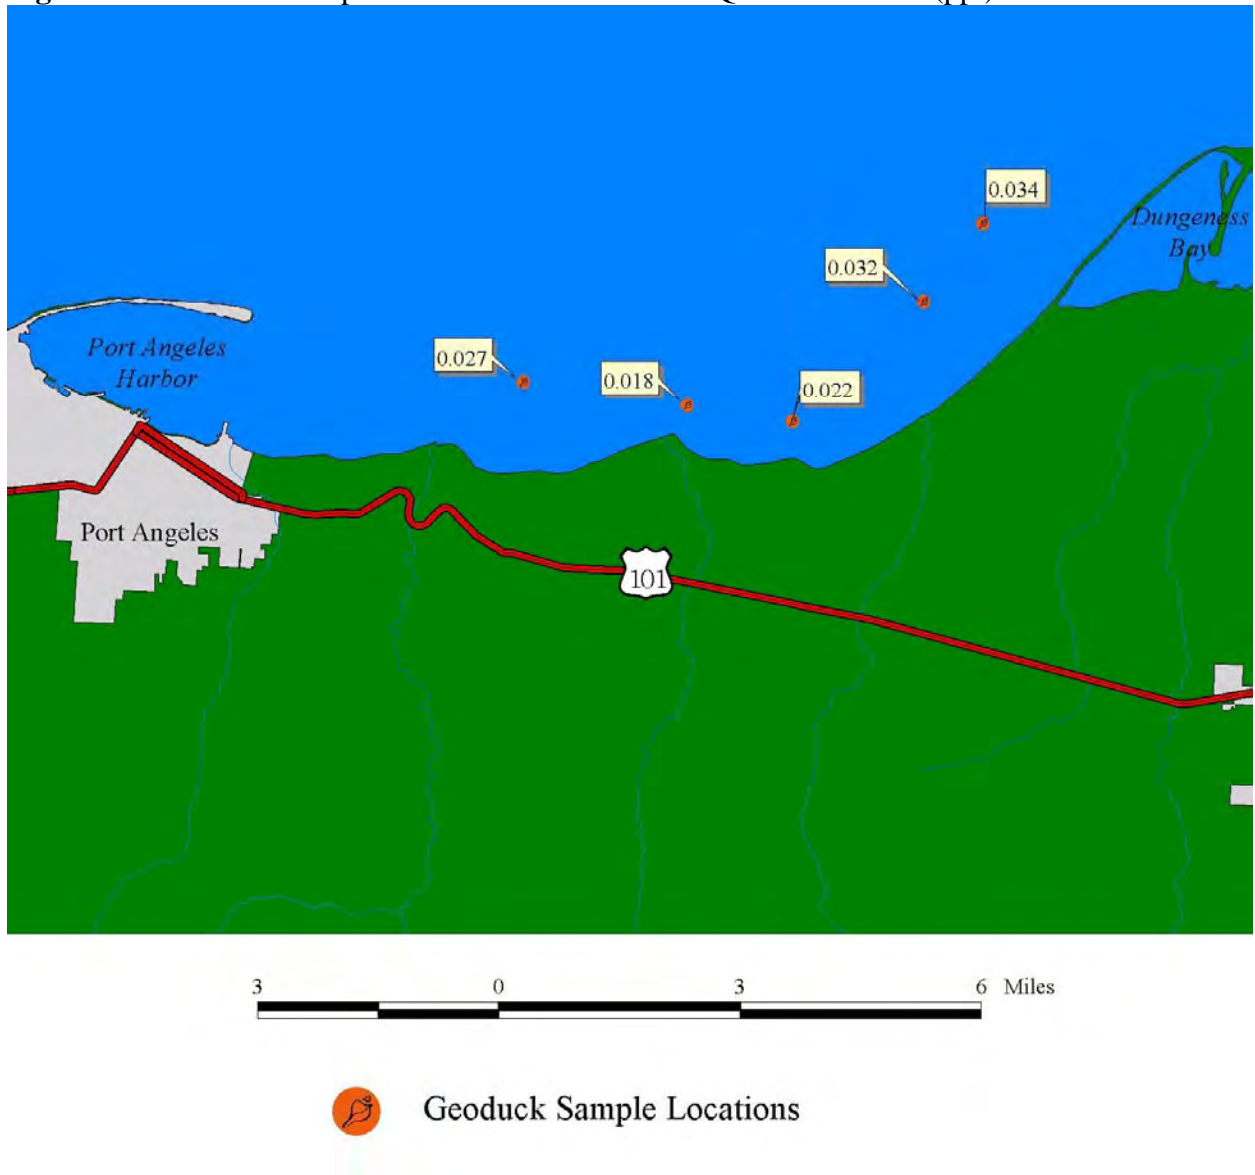 0.034
Dungeness
Bay
0.032
Port Angeles
Harbor
0.027
0.018
0.022
Port Angeles
101
3 0 3 6 Miles
Geoduck Sample Locations